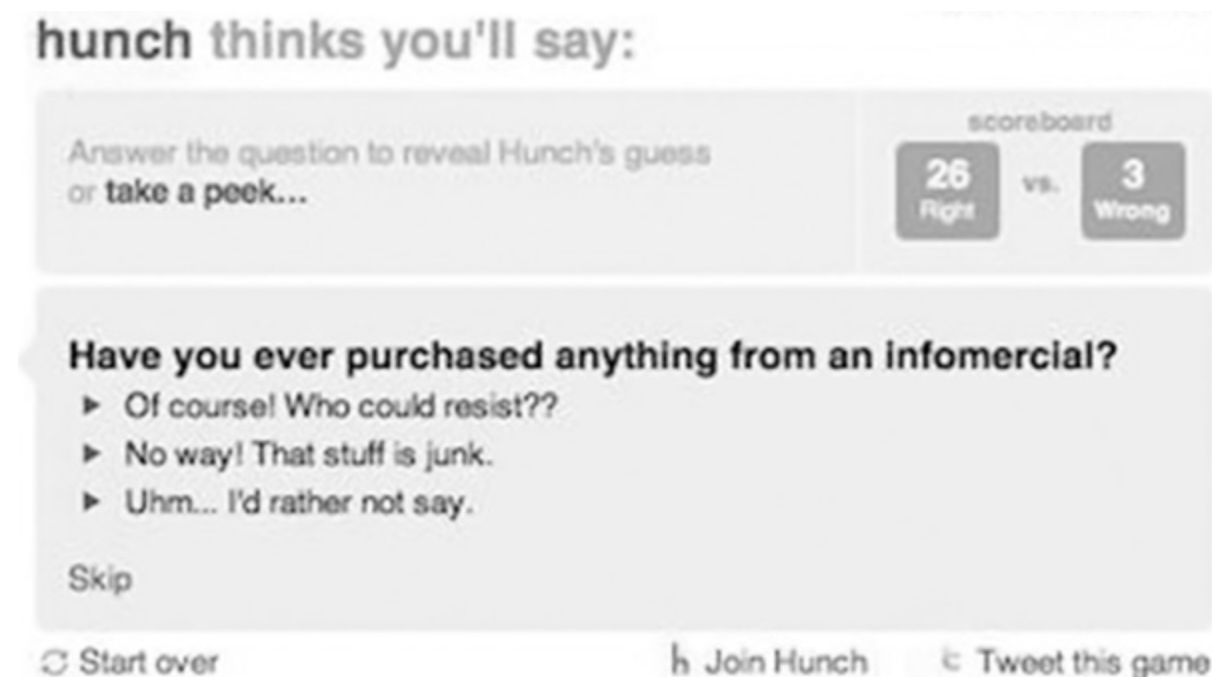 hunch thinks you'll say:
Answer the question to reveal Hunch's guess
or take a peek...
scoreboard
26
Right
vs.
3
Wrong
Have you ever purchased anything from an infomercial?
► Of course! Who could resist??
► No way! That stuff is junk.
► Uhm... I'd rather not say.
Skip
Start over
h Join Hunch
Tweet this game